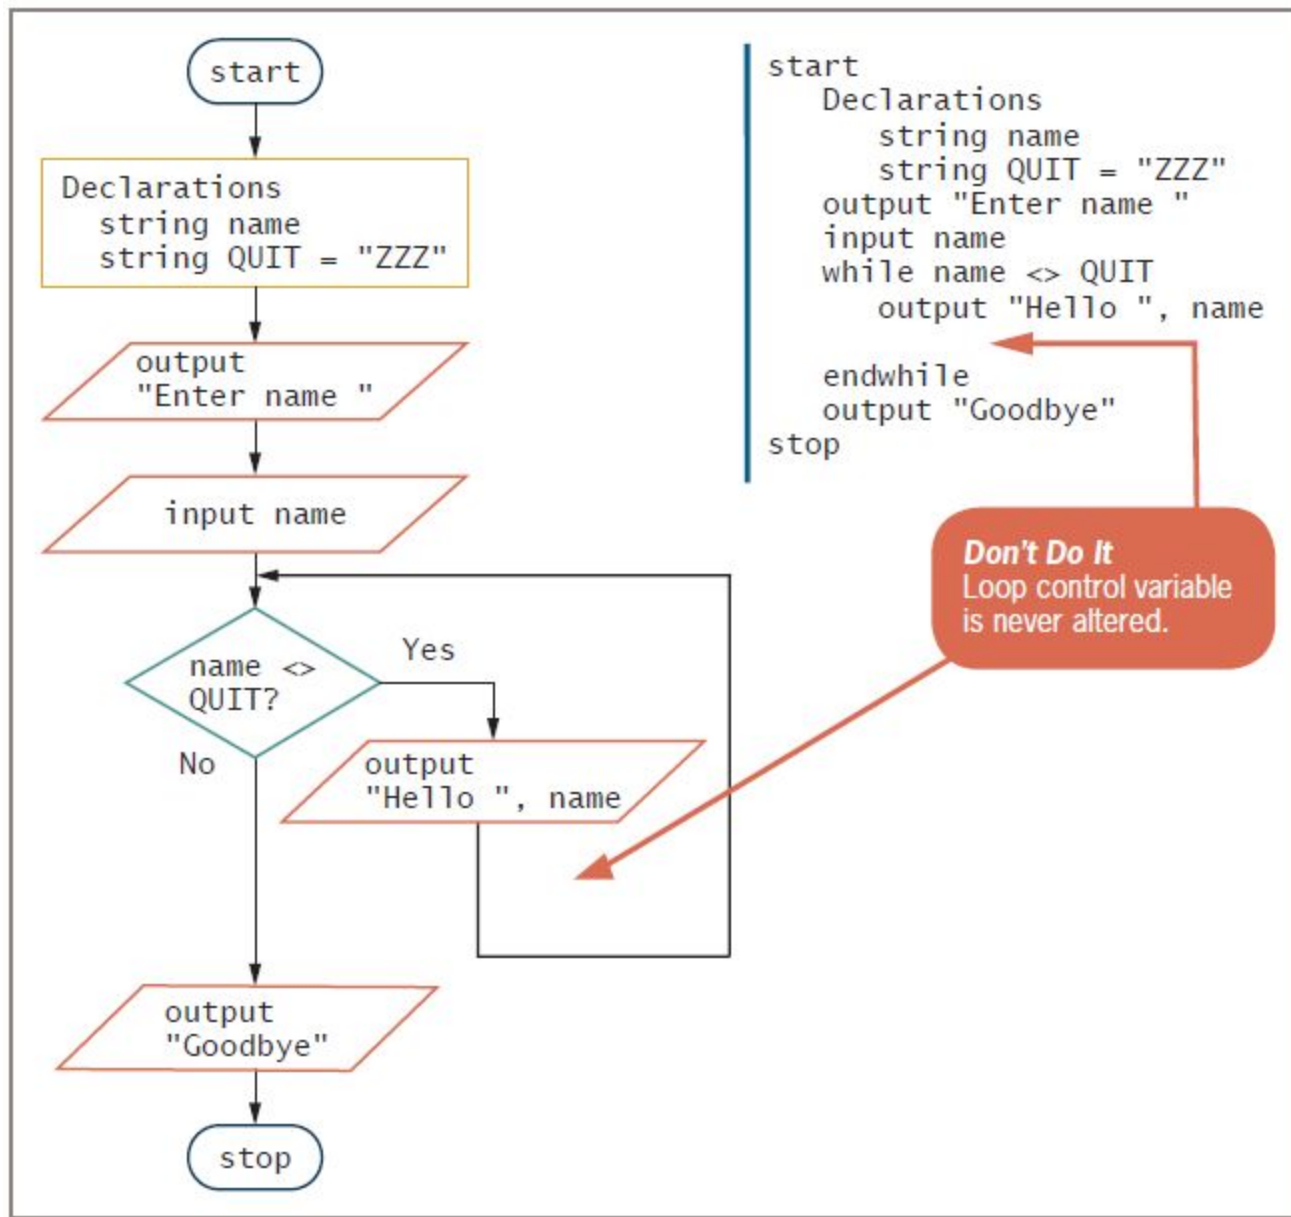 start
Declarations
string name
string QUIT = "ZZZ"
output
"Enter name "
input name
name <>
QUIT?
Yes
No
output
"Hello ", name
output
"Goodbye"
stop
start
Declarations
string name
string QUIT = "ZZZ"
output "Enter name "
input name
while name <> QUIT
output "Hello ", name
endwhile
output "Goodbye"
stop
Don't Do It
Loop control variable
is never altered.